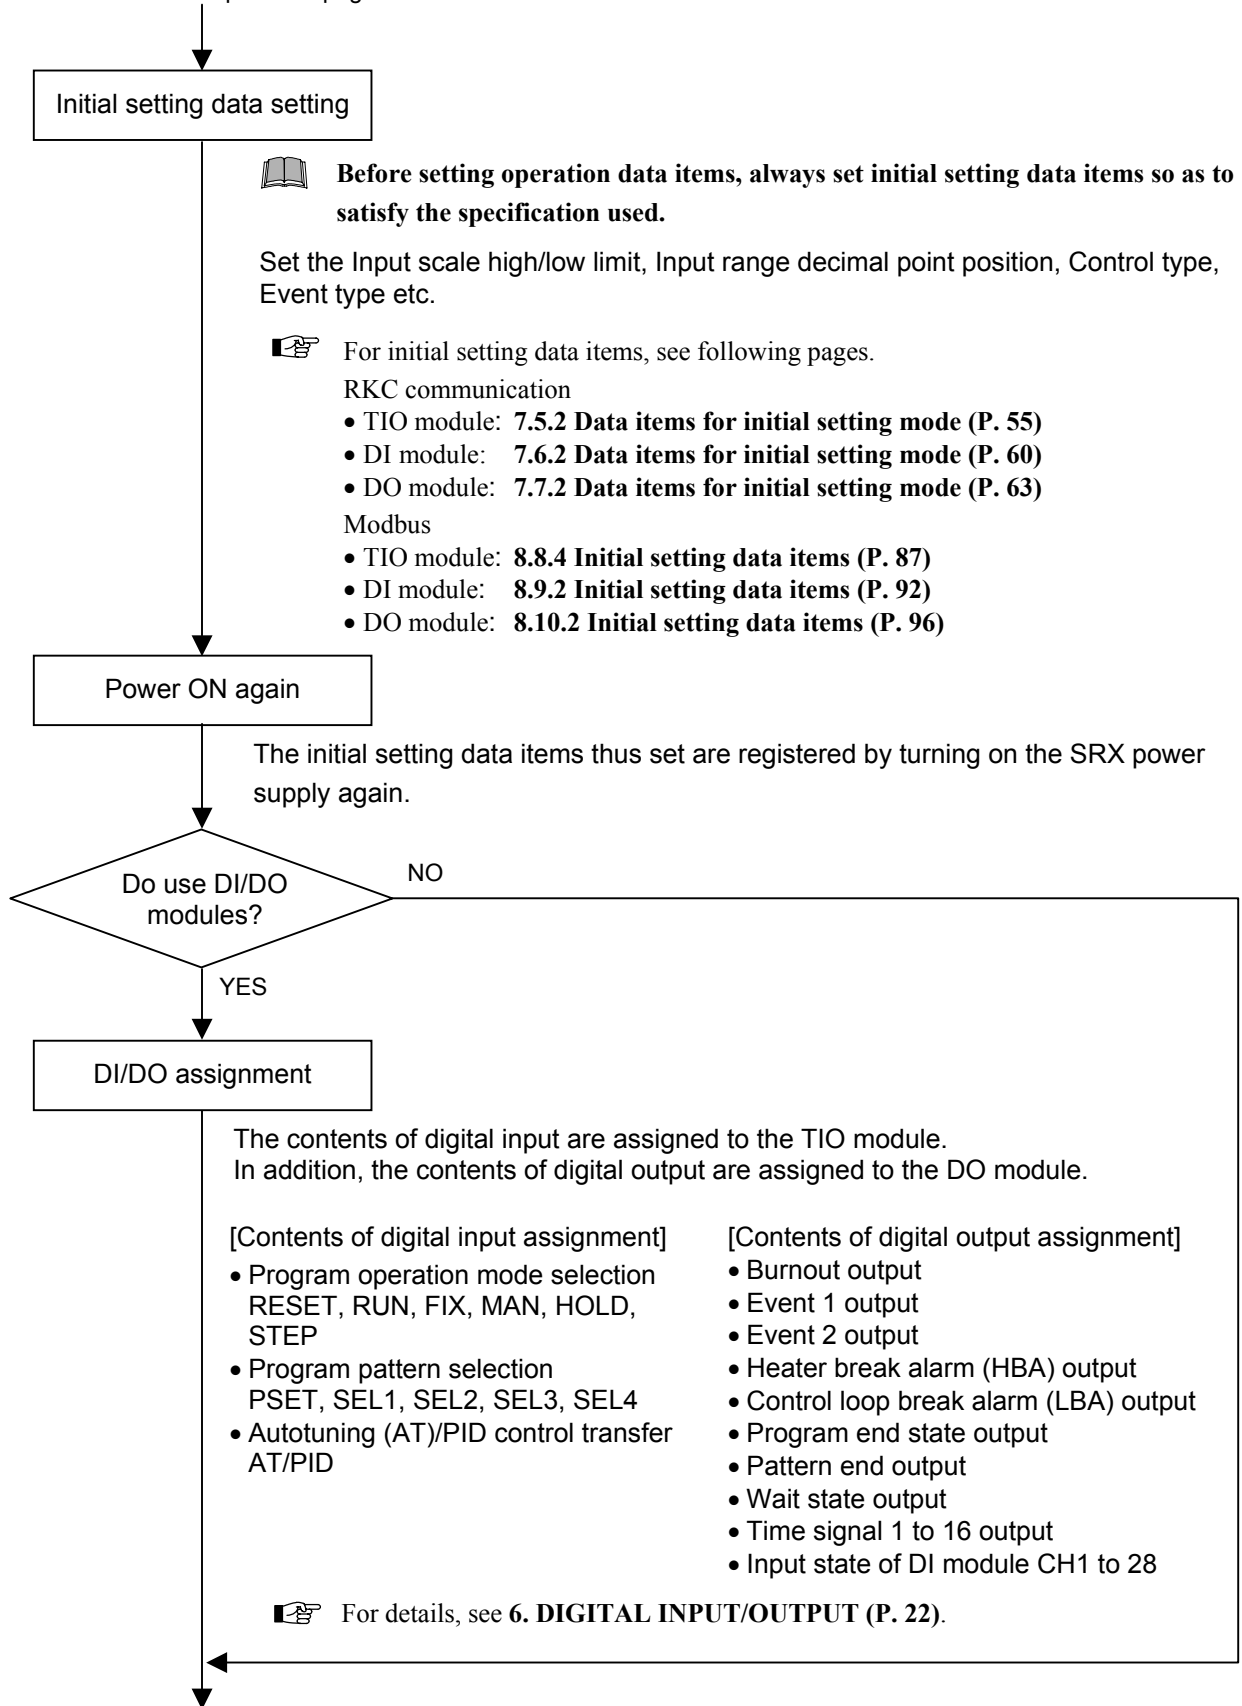 Initial setting data setting
Before setting operation data items, always set initial setting data items so as to
satisfy the specification used.
Set the Input scale high/low limit, Input range decimal point position, Control type,
Event type etc.
For initial setting data items, see following pages.
RKC communication
• TIO module: 7.5.2 Data items for initial setting mode (P. 55)
• DI module: 7.6.2 Data items for initial setting mode (P. 60)
• DO module: 7.7.2 Data items for initial setting mode (P. 63)
Modbus
• TIO module: 8.8.4 Initial setting data items (P. 87)
• DI module: 8.9.2 Initial setting data items (P. 92)
• DO module: 8.10.2 Initial setting data items (P. 96)
Power ON again
The initial setting data items thus set are registered by turning on the SRX power
supply again.
Do use DI/DO
modules?
NO
YES
DI/DO assignment
The contents of digital input are assigned to the TIO module.
In addition, the contents of digital output are assigned to the DO module.
[Contents of digital input assignment]
• Program operation mode selection
RESET, RUN, FIX, MAN, HOLD,
STEP
• Program pattern selection
PSET, SEL1, SEL2, SEL3, SEL4
• Autotuning (AT)/PID control transfer
AT/PID
[Contents of digital output assignment]
• Burnout output
• Event 1 output
• Event 2 output
• Heater break alarm (HBA) output
• Control loop break alarm (LBA) output
• Program end state output
• Pattern end output
• Wait state output
• Time signal 1 to 16 output
• Input state of DI module CH1 to 28
For details, see 6. DIGITAL INPUT/OUTPUT (P. 22).